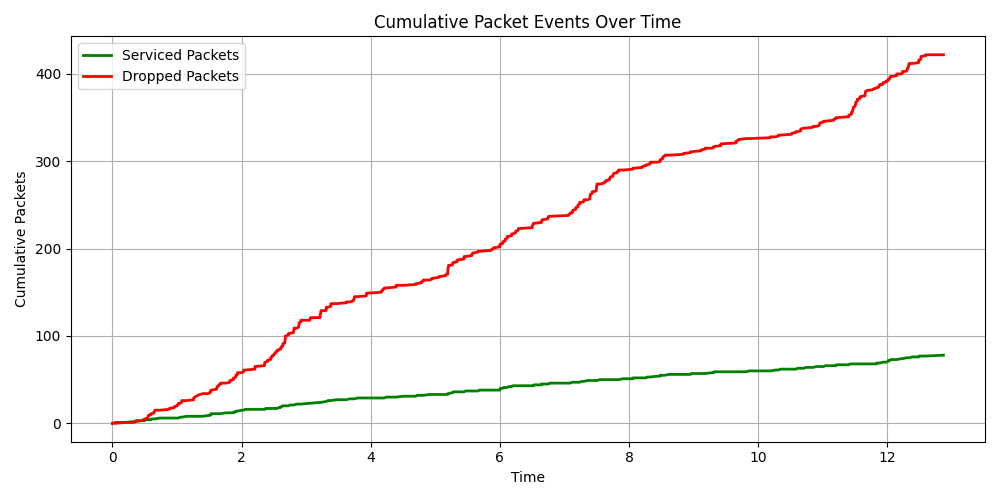 Cumulative Packet Events Over Time
Serviced Packets
Dropped Packets
Cumulative Packets
400
300
200
100
0
0 2 4 6 8 10 12
Time